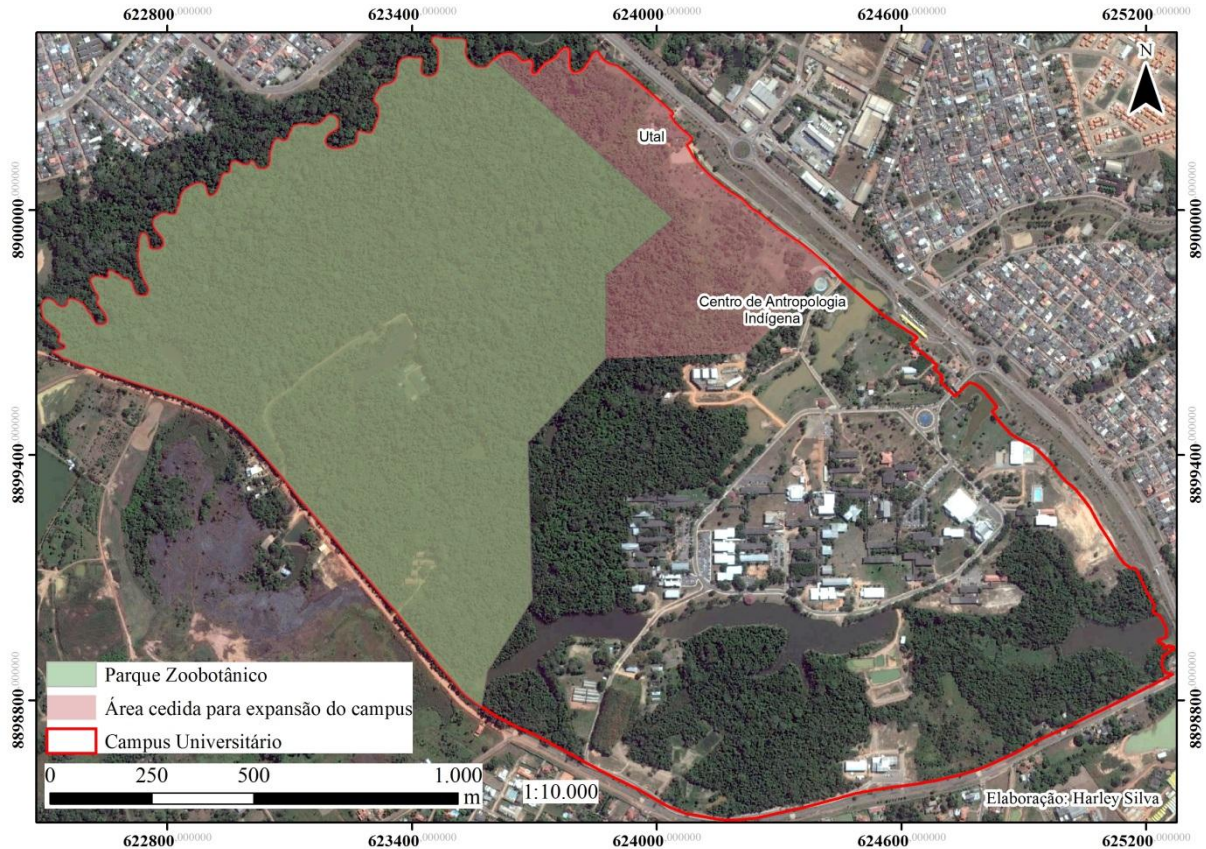 622800,000000
623400,000000
624000,000000
624600,000000
625200,000000
N
Utal
8900000,000000
8900000,000000
Centro de Antropologia
Indígena
8899400,000000
8899400,000000
Parque Zoobotânico
Área cedida para expansão do campus
Campus Universitário
8898800,000000
8898800,000000
0 250 500 1.000
m
1:10.000
Elaboração: Harley Silva
622800,000000
623400,000000
624000,000000
624600,000000
625200,000000